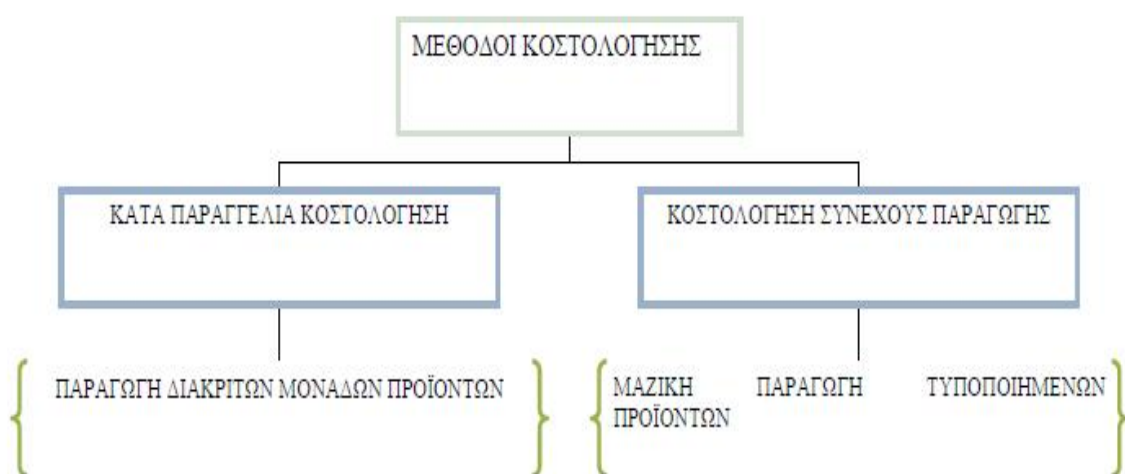 ΜΕΘΟΔΟΙ ΚΟΣΤΟΛΟΓΗΣΗΣ
ΚΑΤΑ ΠΑΡΑΓΓΕΛΙΑ ΚΟΣΤΟΛΟΓΗΣΗ
ΚΟΣΤΟΛΟΓΗΣΗ ΣΥΝΕΧΟΥΣ ΠΑΡΑΓΩΓΗΣ
ΠΑΡΑΓΩΓΗ ΔΙΑΚΡΙΤΩΝ ΜΟΝΑΔΩΝ ΠΡΟΪΟΝΤΩΝ
ΜΑΖΙΚΗ ΠΑΡΑΓΩΓΗ ΤΥΠΟΠΟΙΗΜΕΝΩΝ
ΠΡΟΪΟΝΤΩΝ